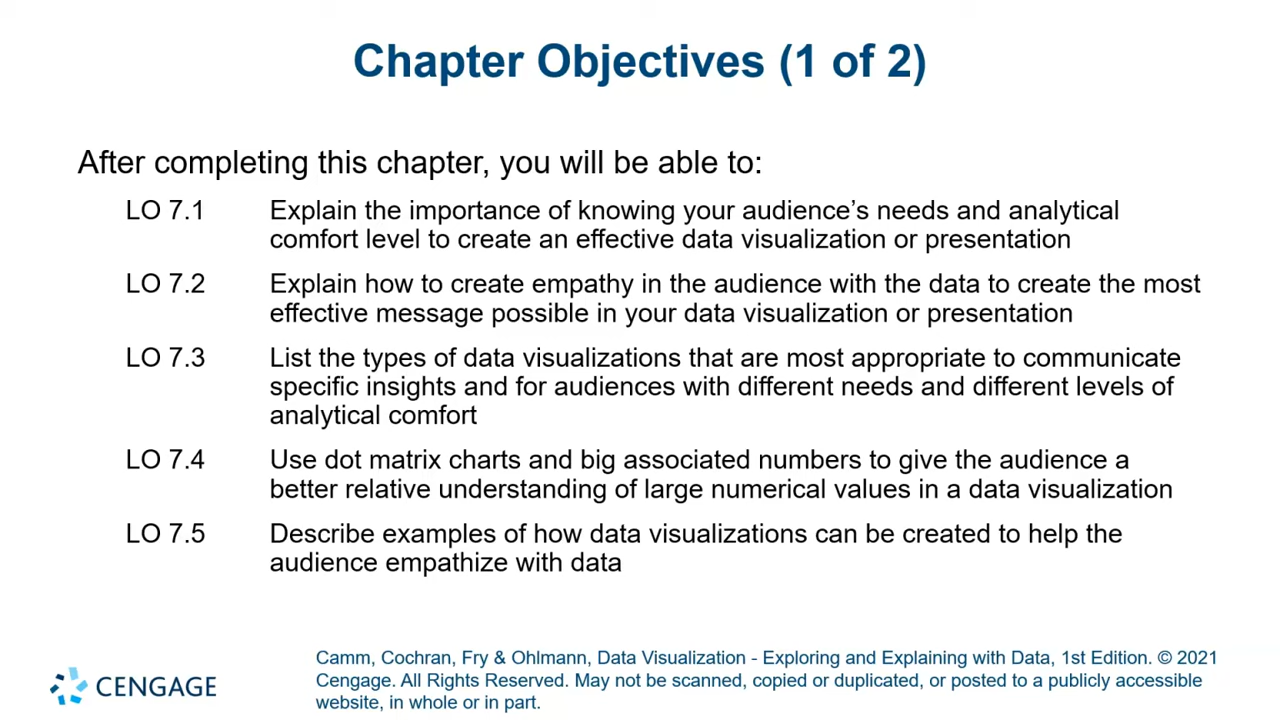 Chapter Objectives (1 of 2)
After completing this chapter, you will be able to:
LO 7.1 Explain the importance of knowing your audience’s needs and analytical
comfort level to create an effective data visualization or presentation
LO 7.2 Explain how to create empathy in the audience with the data to create the most
effective message possible in your data visualization or presentation
LO 7.3 List the types of data visualizations that are most appropriate to communicate
specific insights and for audiences with different needs and different levels of
analytical comfort
LO 7.4 Use dot matrix charts and big associated numbers to give the audience a
better relative understanding of large numerical values in a data visualization
LO 7.5 Describe examples of how data visualizations can be created to help the
audience empathize with data
CENGAGE
Camm, Cochran, Fry & Ohlmann, Data Visualization - Exploring and Explaining with Data, 1st Edition. © 2021
Cengage. All Rights Reserved. May not be scanned, copied or duplicated, or posted to a publicly accessible
website, in whole or in part.